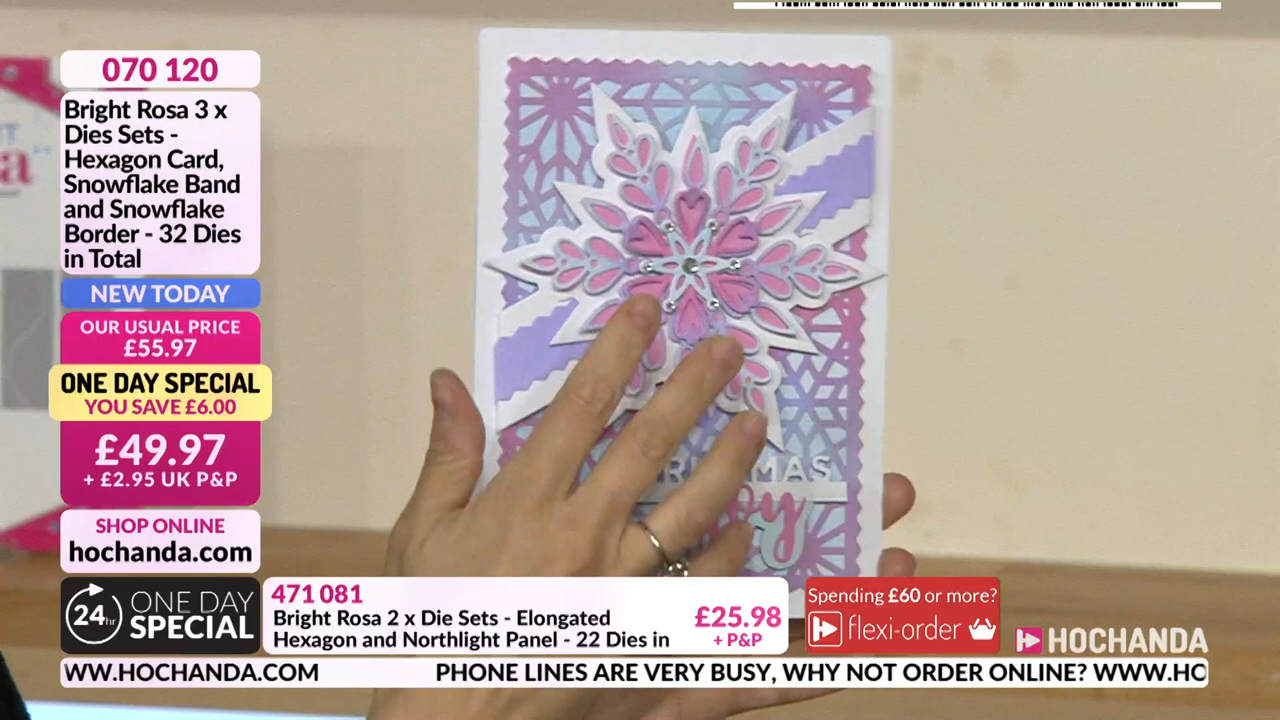 070 120
Bright Rosa 3 x
Dies Sets -
Hexagon Card,
Snowflake Band
and Snowflake
Border - 32 Dies
in Total
NEW TODAY
OUR USUAL PRICE
£55.97
ONE DAY SPECIAL
YOU SAVE £6.00
£49.97
+ £2.95 UK P&P
SHOP ONLINE
hochanda.com
24hr ONE DAY
SPECIAL
471 081
Bright Rosa 2 x Die Sets - Elongated
Hexagon and Northlight Panel - 22 Dies in
£25.98
+ P&P
Spending £60 or more?
flexi-order
HOCHANDA
WW.HOCHANDA.COM PHONE LINES ARE VERY BUSY, WHY NOT ORDER ONLINE? WWW.HO